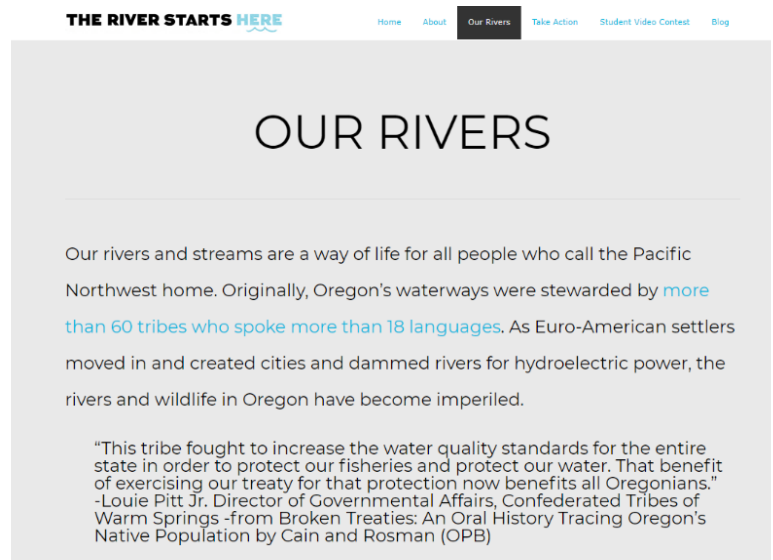 THE RIVER STARTS HERE
Home About Our Rivers Take Action Student Video Contest Blog
OUR RIVERS
Our rivers and streams are a way of life for all people who call the Pacific
Northwest home. Originally, Oregon’s waterways were stewarded by more
than 60 tribes who spoke more than 18 languages. As Euro-American settlers
moved in and created cities and dammed rivers for hydroelectric power, the
rivers and wildlife in Oregon have become imperiled.
“This tribe fought to increase the water quality standards for the entire
state in order to protect our fisheries and protect our water. That benefit
of exercising our treaty for that protection now benefits all Oregonians.”
-Louie Pitt Jr. Director of Governmental Affairs, Confederated Tribes of
Warm Springs -from Broken Treaties: An Oral History Tracing Oregon’s
Native Population by Cain and Rosman (OPB)